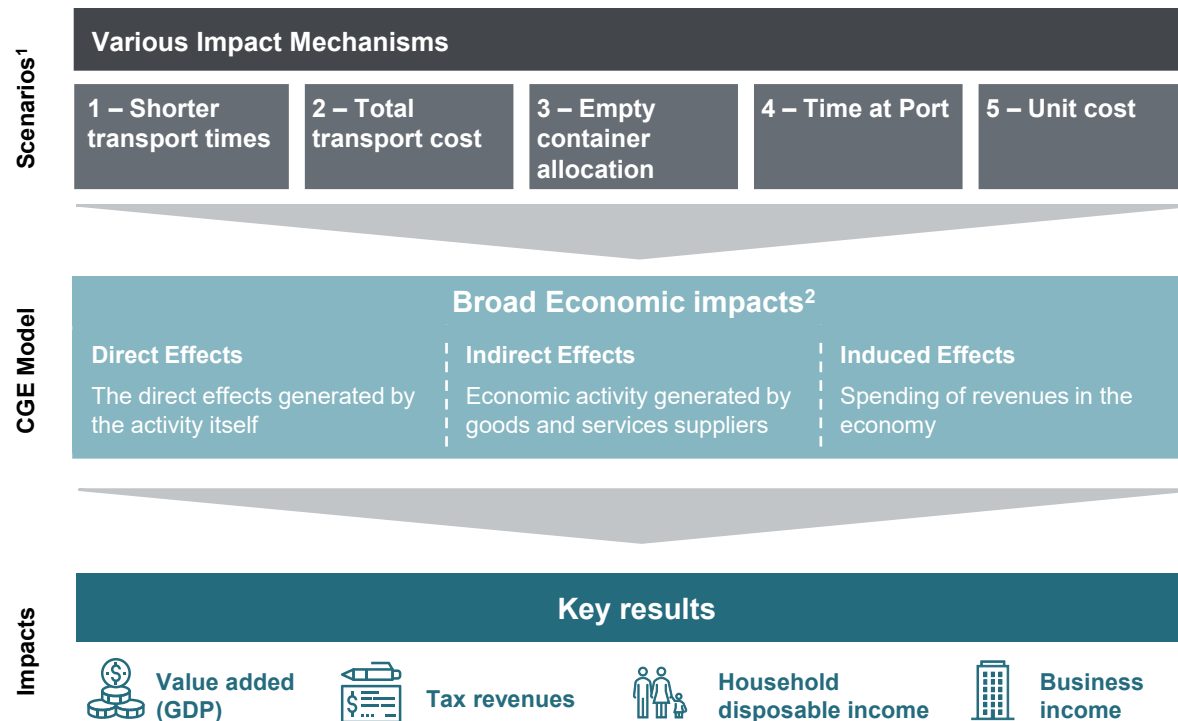 Scenarios¹
Various Impact Mechanisms
1 – Shorter
transport times
2 – Total
transport cost
3 – Empty
container
allocation
4 – Time at Port
5 – Unit cost
CGE Model
Broad Economic impacts²
Direct Effects
The direct effects generated by
the activity itself
Indirect Effects
Economic activity generated by
goods and services suppliers
Induced Effects
Spending of revenues in the
economy
Impacts
Key results
Value added
(GDP)
Tax revenues
Household
disposable income
Business
income